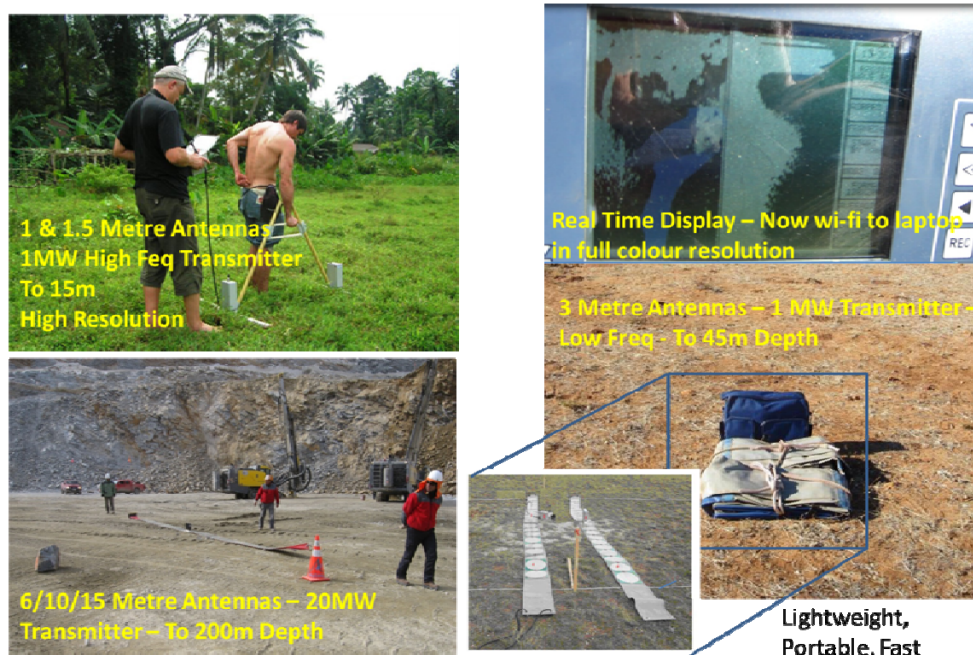 1 & 1.5 Metre Antennas
1MW High Feq Transmitter
To 15m
High Resolution
Real Time Display – Now wi-fi to laptop
in full colour resolution
REC
3 Metre Antennas – 1 MW Transmitter –
Low Freq - To 45m Depth
6/10/15 Metre Antennas – 20MW
Transmitter – To 200m Depth
Lightweight,
Portable, Fast